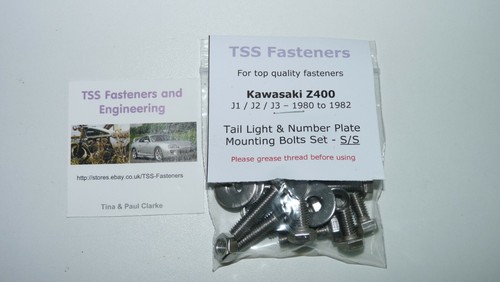 TSS Fasteners and
Engineering
http://stores.ebay.co.uk/TSS-Fasteners
Tina & Paul Clarke
TSS Fasteners
For top quality fasteners
Kawasaki Z400
J1 / J2 / J3 – 1980 to 1982
Tail Light & Number Plate
Mounting Bolts Set - S/S
Please grease thread before using